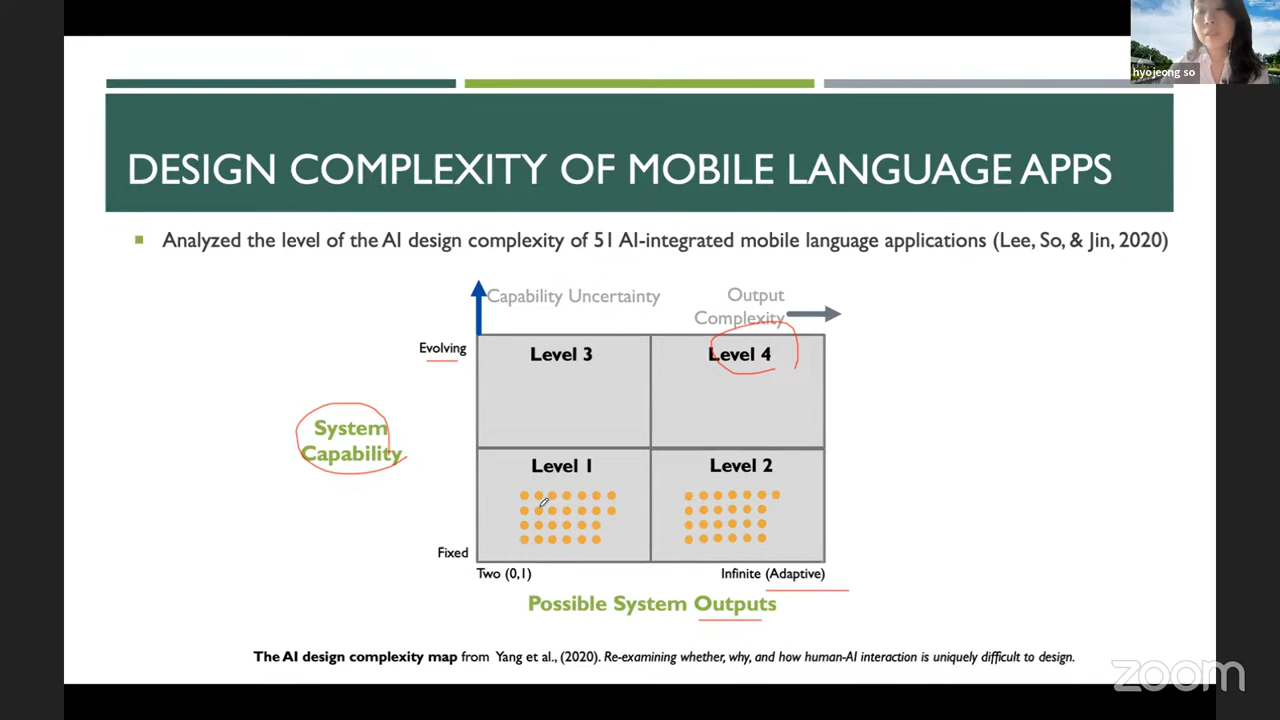 hyojeong so
DESIGN COMPLEXITY OF MOBILE LANGUAGE APPS
Analyzed the level of the AI design complexity of 51 AI-integrated mobile language applications (Lee, So, & Jin, 2020)
Capability Uncertainty
Output
Complexity
Evolving
Level 3
Level 4
System
Capability
Level 1
Level 2
Fixed
Two (0,1)
Infinite (Adaptive)
Possible System Outputs
The AI design complexity map from Yang et al., (2020). Re-examining whether, why, and how human-AI interaction is uniquely difficult to design.
zoom